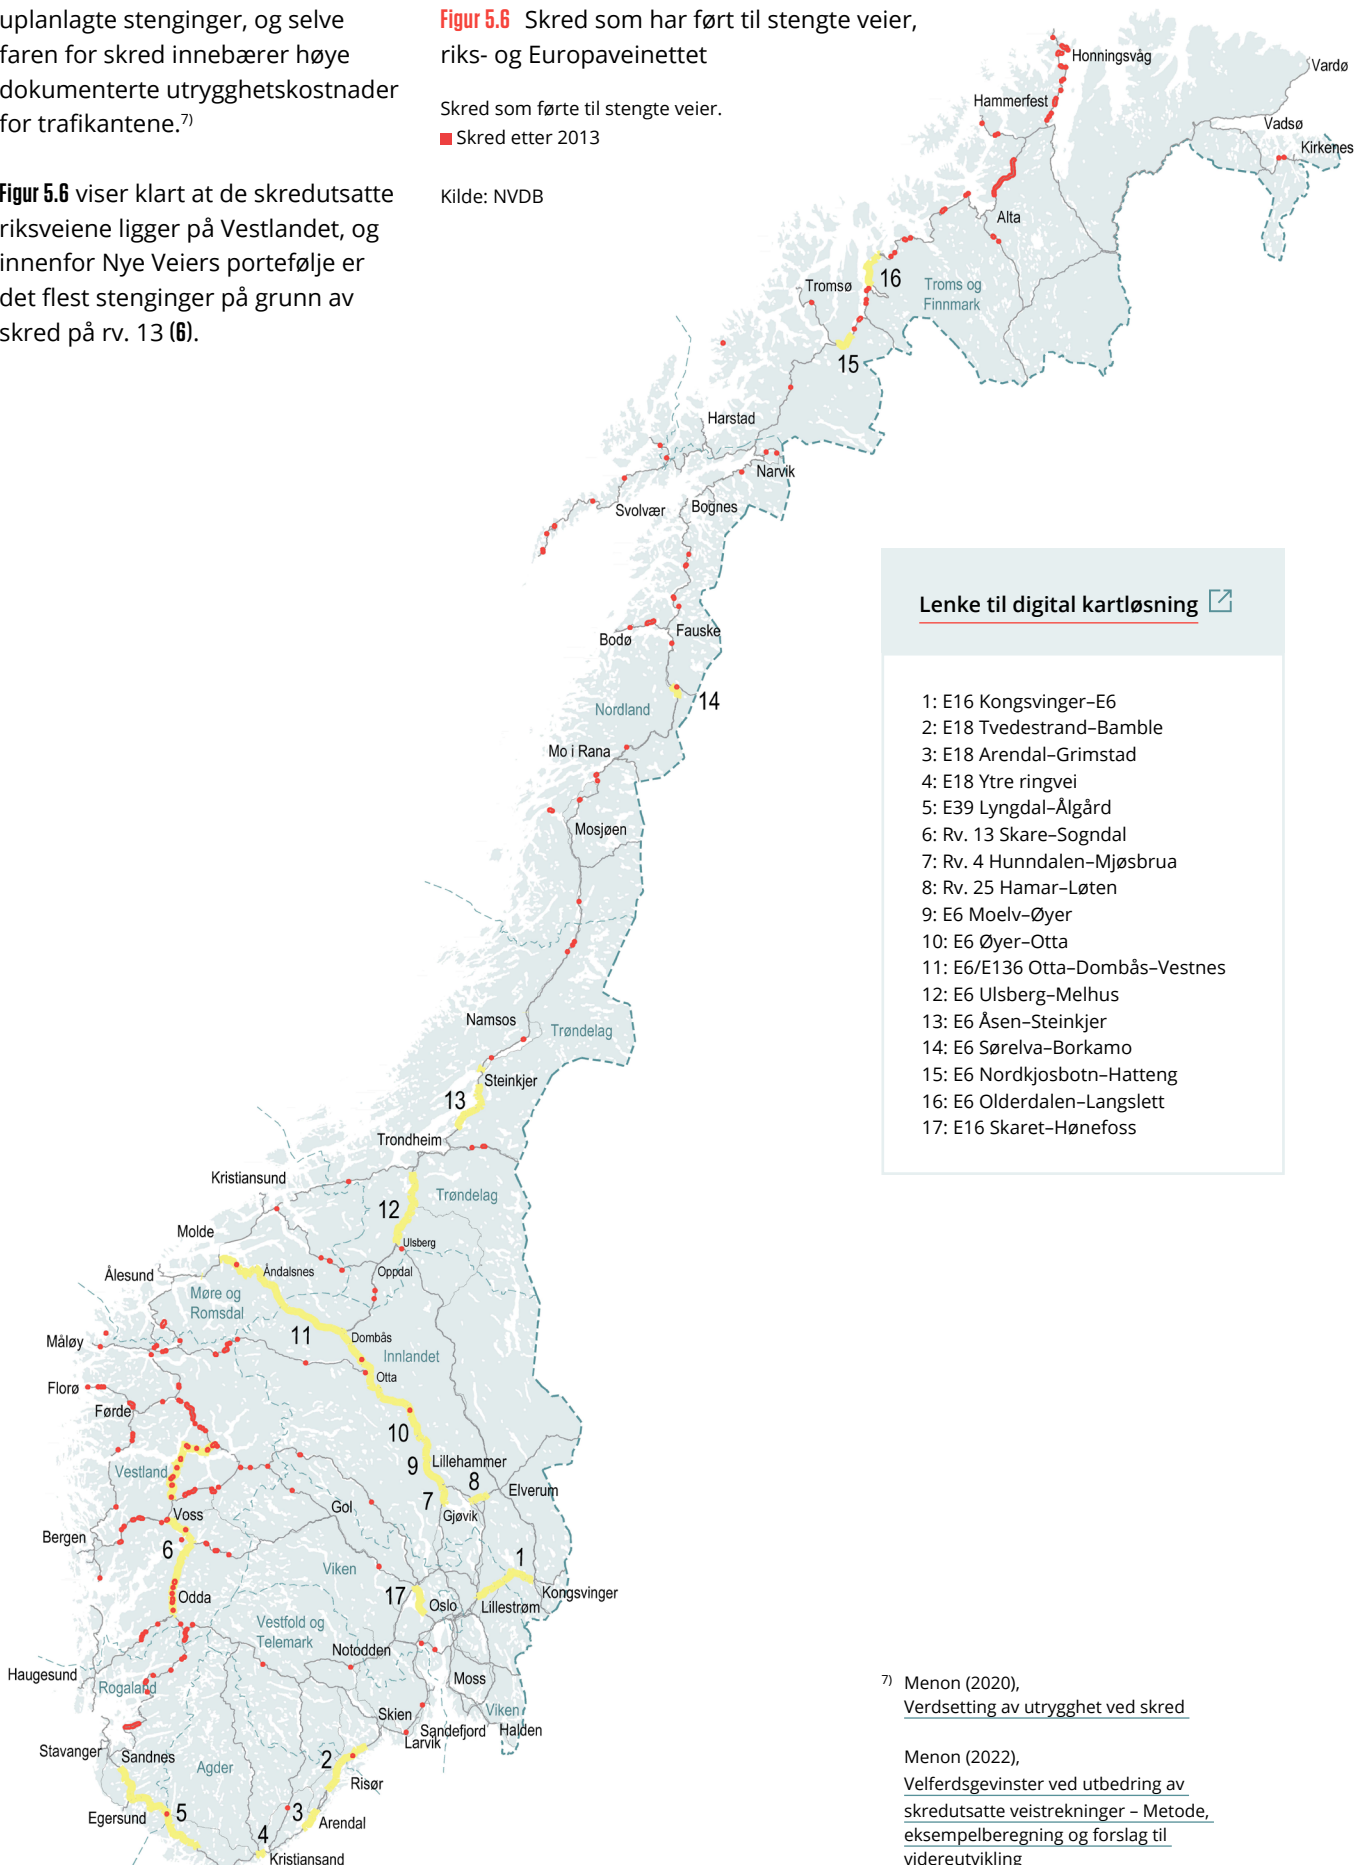 uplanlagte stenginger, og selve
faren for skred innebærer høye
dokumenterte utrygghetskostnader
for trafikantene.7)
Figur 5.6 viser klart at de skredutsatte
riksveiene ligger på Vestlandet, og
innenfor Nye Veiers portefølje er
det flest stenginger på grunn av
skred på rv. 13 (6).
Figur 5.6 Skred som har ført til stengte veier,
riks- og Europaveinettet
Skred som førte til stengte veier.
Skred etter 2013
Kilde: NVDB
Honningsvåg
Vardø
Hammerfest
Vadsø
Kirkenes
Alta
16
Tromsø
Troms og
Finnmark
15
Harstad
Narvik
Svolvær
Bognes
Bodø
Fauske
14
Nordland
Mo i Rana
Mosjøen
Namsos
Trøndelag
Steinkjer
13
Trondheim
Kristiansund
Trøndelag
12
Molde
Ulsberg
Ålesund
Åndalsnes
Oppdal
Møre og
Romsdal
11
Måløy
Dombås
Innlandet
Otta
Florø
Førde
10
Lillehammer
9
Vestland
8
Elverum
7
Gjøvik
Gol
Voss
Bergen
6
1
Viken
Kongsvinger
17
Odda
Oslo
Lillestrøm
Vestfold og
Telemark
Notodden
Haugesund
Moss
Rogaland
Skien
Viken
Sandefjord
Halden
Larvik
Stavanger
Sandnes
2
Agder
Risør
Egersund
5
3
Arendal
4
Kristiansand
Lenke til digital kartløsning
1: E16 Kongsvinger–E6
2: E18 Tvedestrand–Bamble
3: E18 Arendal–Grimstad
4: E18 Ytre ringvei
5: E39 Lyngdal–Ålgård
6: Rv. 13 Skare–Sogndal
7: Rv. 4 Hunndalen–Mjøsbrua
8: Rv. 25 Hamar–Løten
9: E6 Moelv–Øyer
10: E6 Øyer–Otta
11: E6/E136 Otta–Dombås–Vestnes
12: E6 Ulsberg–Melhus
13: E6 Åsen–Steinkjer
14: E6 Sørelva–Borkamo
15: E6 Nordkjosbotn–Hatteng
16: E6 Olderdalen–Langslett
17: E16 Skaret–Hønefoss
7) Menon (2020),
Verdsetting av utrygghet ved skred
Menon (2022),
Velferdsgevinster ved utbedring av
skredutsatte veistrekninger – Metode,
eksempelberegning og forslag til
videreutvikling